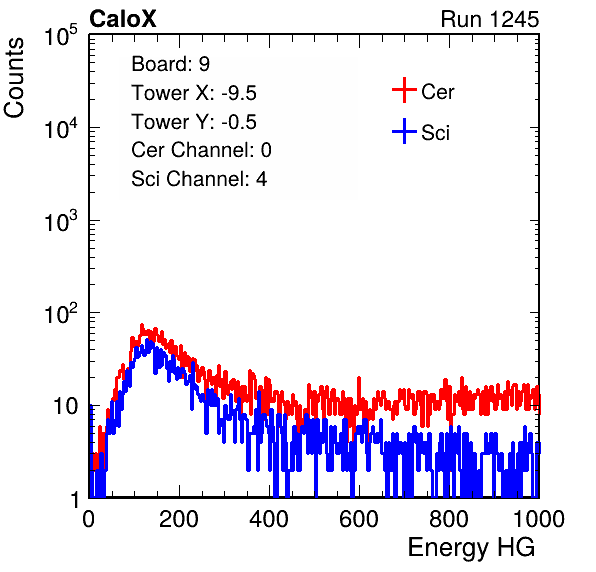 CaloX Run 1245
Counts
10^5
10^4
10^3
10^2
10
1
Board: 9
Tower X: -9.5
Tower Y: -0.5
Cer Channel: 0
Sci Channel: 4
Cer
Sci
0 200 400 600 800 1000
Energy HG